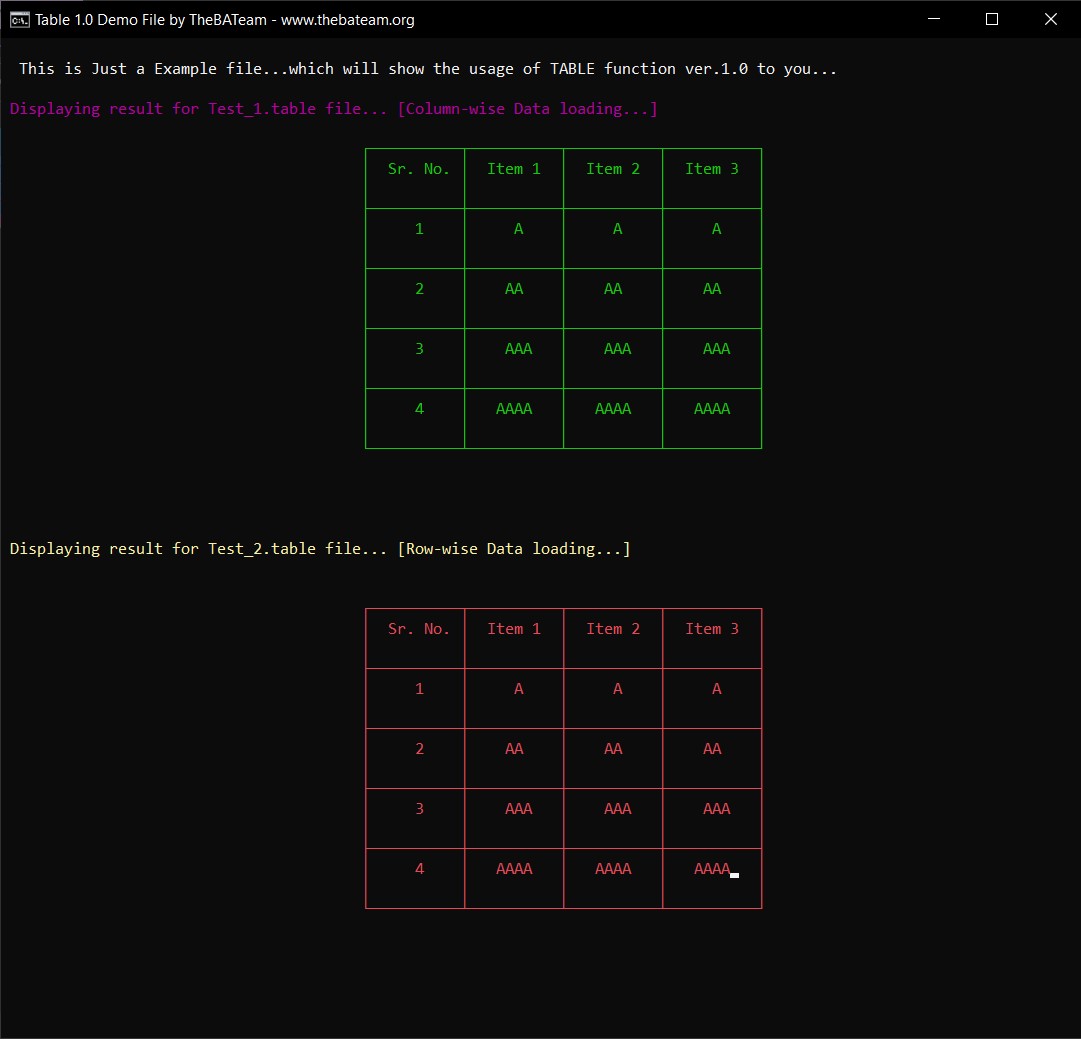 Table 1.0 Demo File by TheBATeam - www.thebateam.org
This is Just a Example file...which will show the usage of TABLE function ver.1.0 to you...
Displaying result for Test_1.table file... [Column-wise Data loading...]
Sr. No. Item 1 Item 2 Item 3
1 A A A
2 AA AA AA
3 AAA AAA AAA
4 AAAA AAAA AAAA
Displaying result for Test_2.table file... [Row-wise Data loading...]
Sr. No. Item 1 Item 2 Item 3
1 A A A
2 AA AA AA
3 AAA AAA AAA
4 AAAA AAAA AAAA